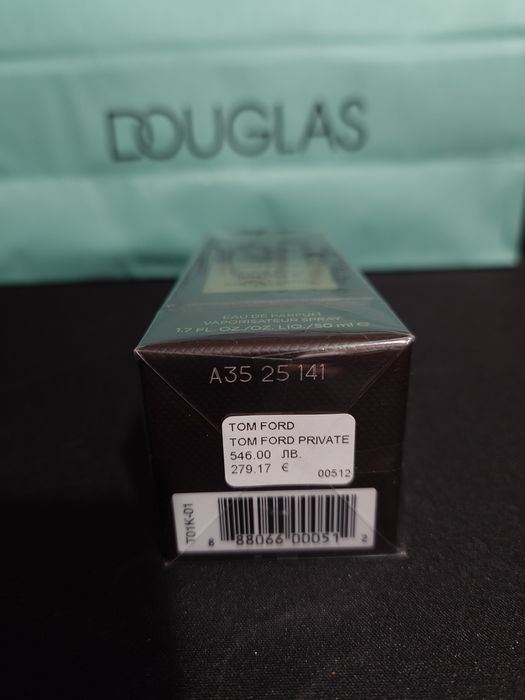 DOUGLAS
EAU DE PARFUM
VAPORISATEUR SPRAY
1.7 FL. OZ./OZ. LIQ./50 ml ℮
A35 25 141
TOM FORD
TOM FORD PRIVATE
546.00 ЛВ.
279.17 €
00512
T01K-01
8 88066 00051 2